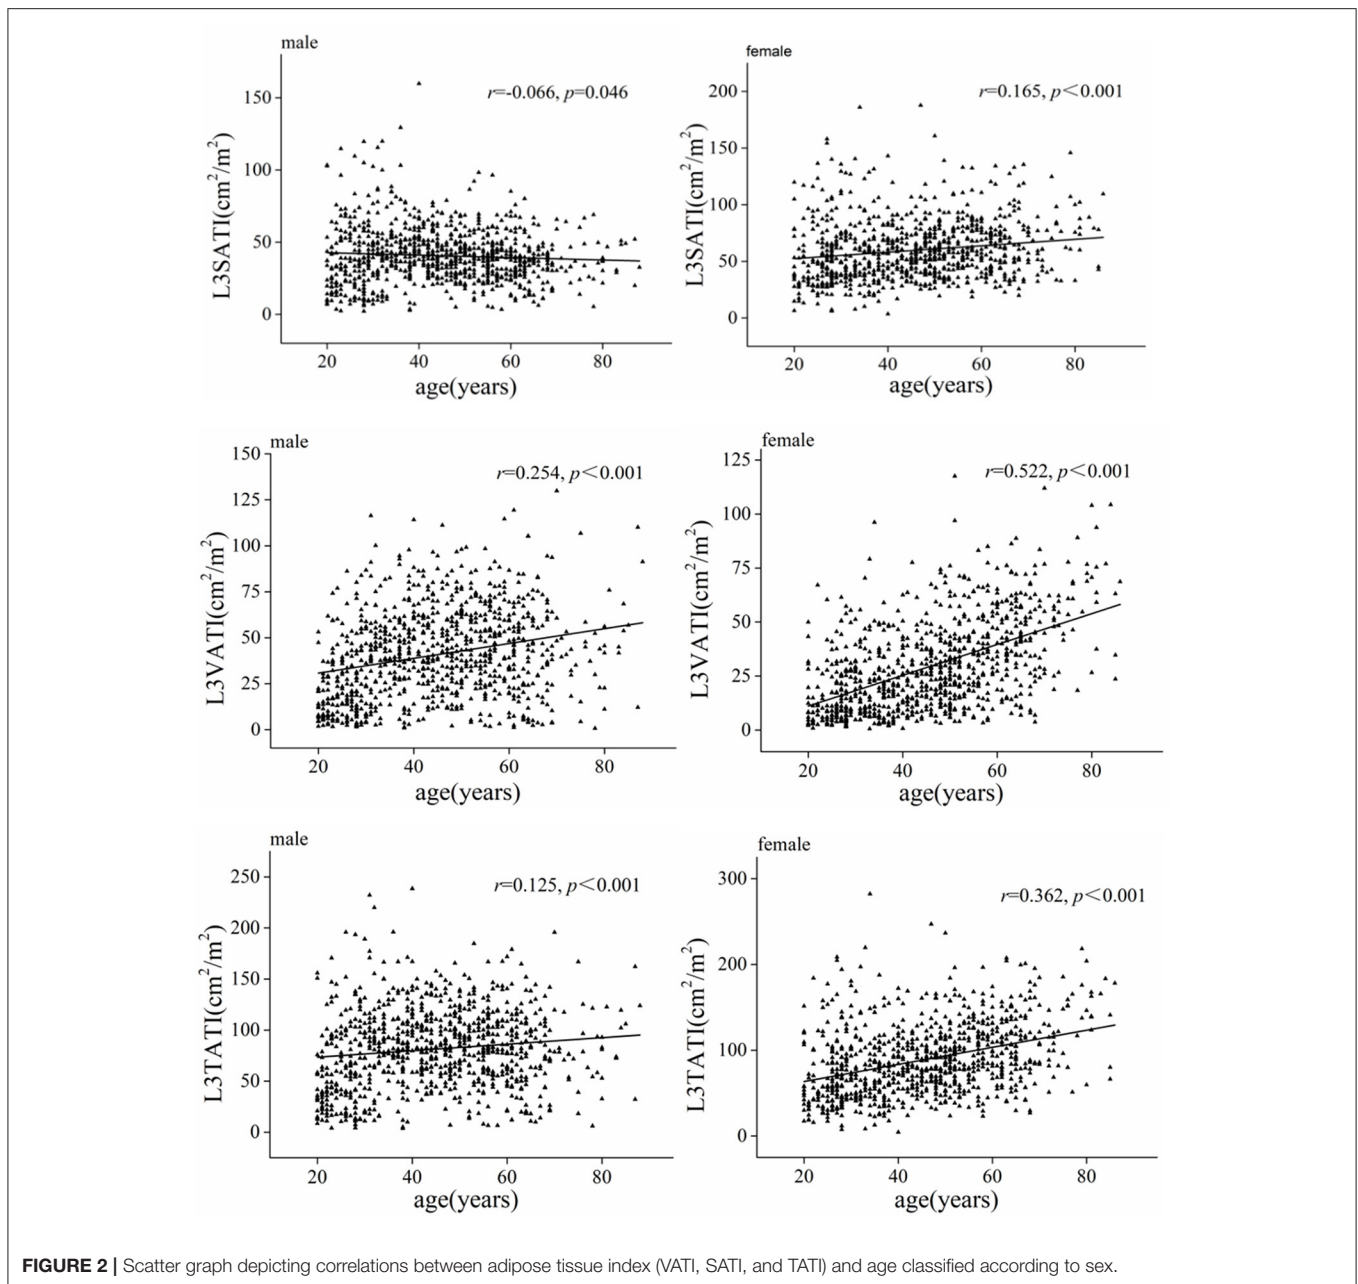 male
r=-0.066, p=0.046
L3SATI(cm²/m²)
150
100
50
0
20 40 60 80
age(years)
female
r=0.165, p<0.001
L3SATI(cm²/m²)
200
150
100
50
0
20 40 60 80
age(years)
male
r=0.254, p<0.001
L3VATI(cm²/m²)
150
125
100
75
50
25
0
20 40 60 80
age(years)
female
r=0.522, p<0.001
L3VATI(cm²/m²)
125
100
75
50
25
0
20 40 60 80
age(years)
male
r=0.125, p<0.001
L3TATI(cm²/m²)
250
200
150
100
50
0
20 40 60 80
age(years)
female
r=0.362, p<0.001
L3TATI(cm²/m²)
300
200
100
0
20 40 60 80
age(years)
FIGURE 2 | Scatter graph depicting correlations between adipose tissue index (VATI, SATI, and TATI) and age classified according to sex.